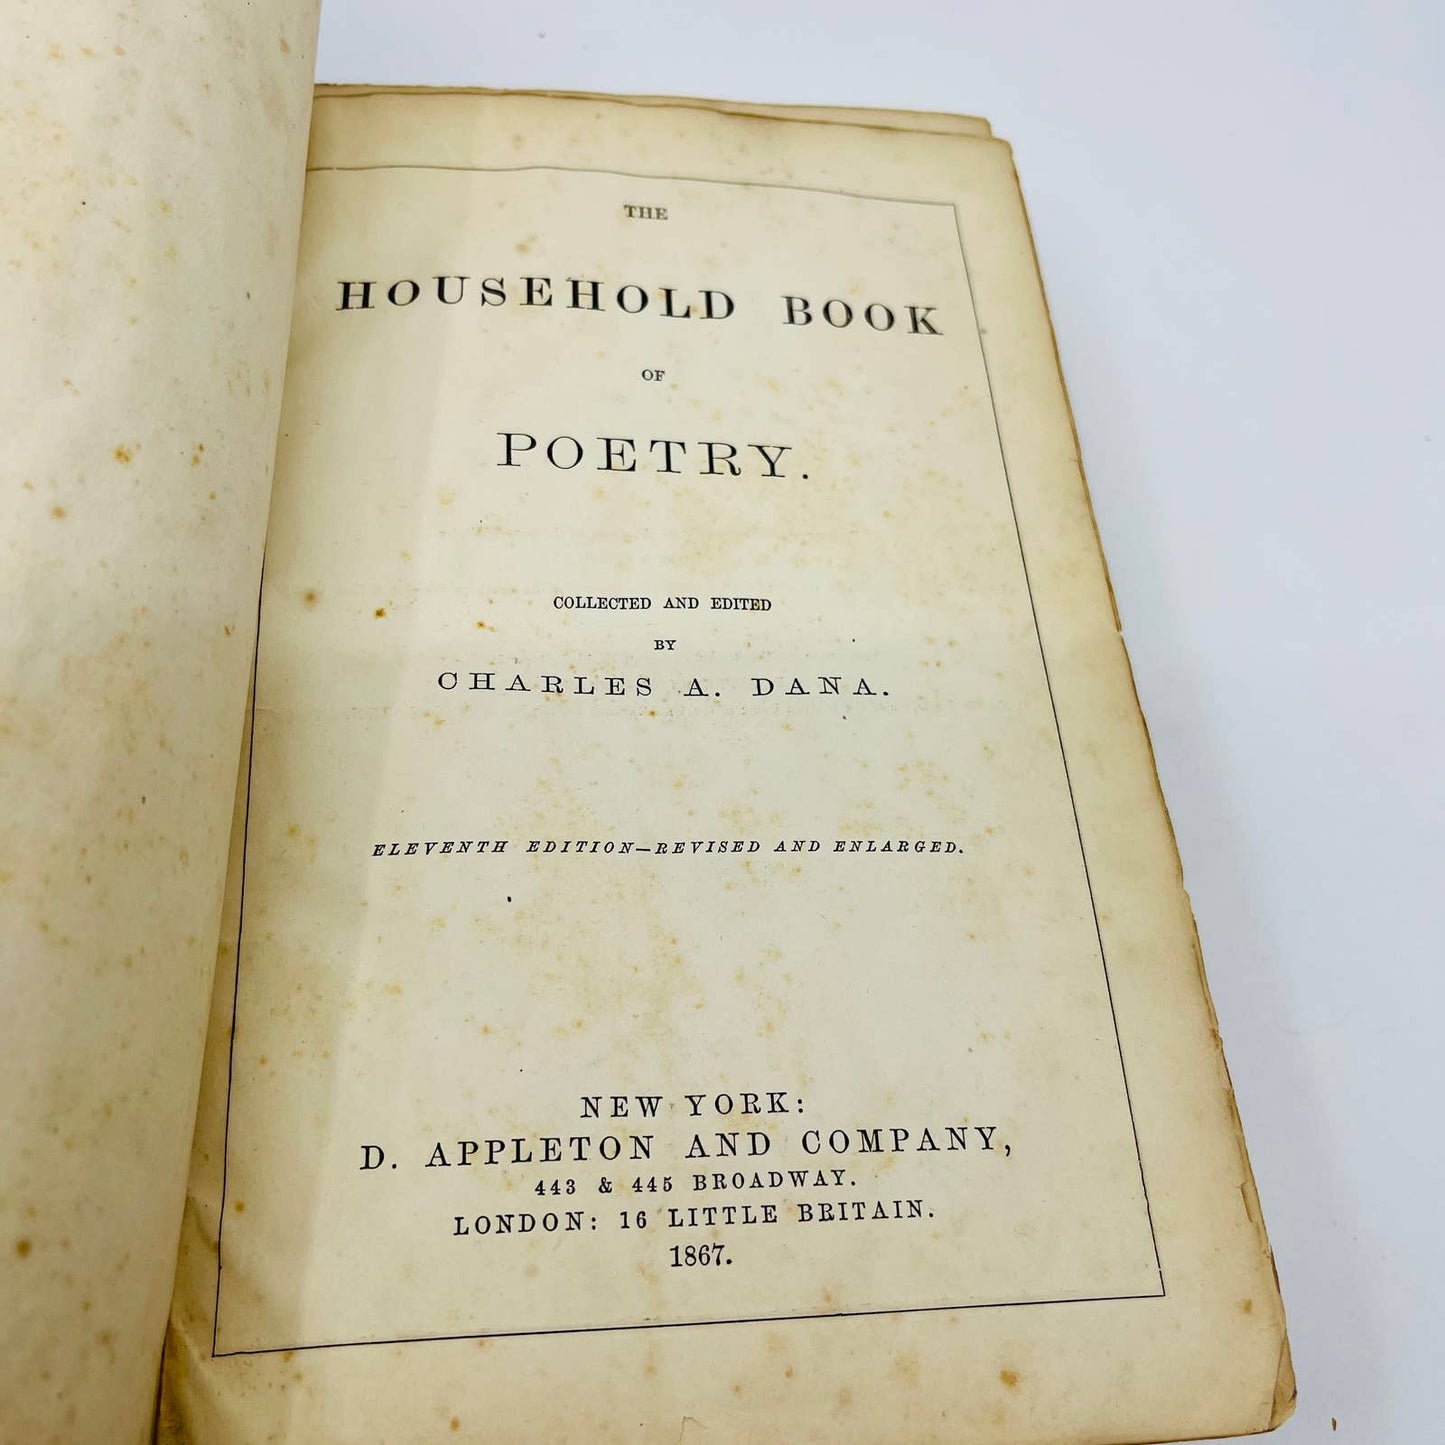 THE
HOUSEHOLD BOOK
OF
POETRY.
COLLECTED AND EDITED
BY
CHARLES A. DANA.
ELEVENTH EDITION—REVISED AND ENLARGED.
NEW YORK:
D. APPLETON AND COMPANY,
443 & 445 BROADWAY.
LONDON: 16 LITTLE BRITAIN.
1867.